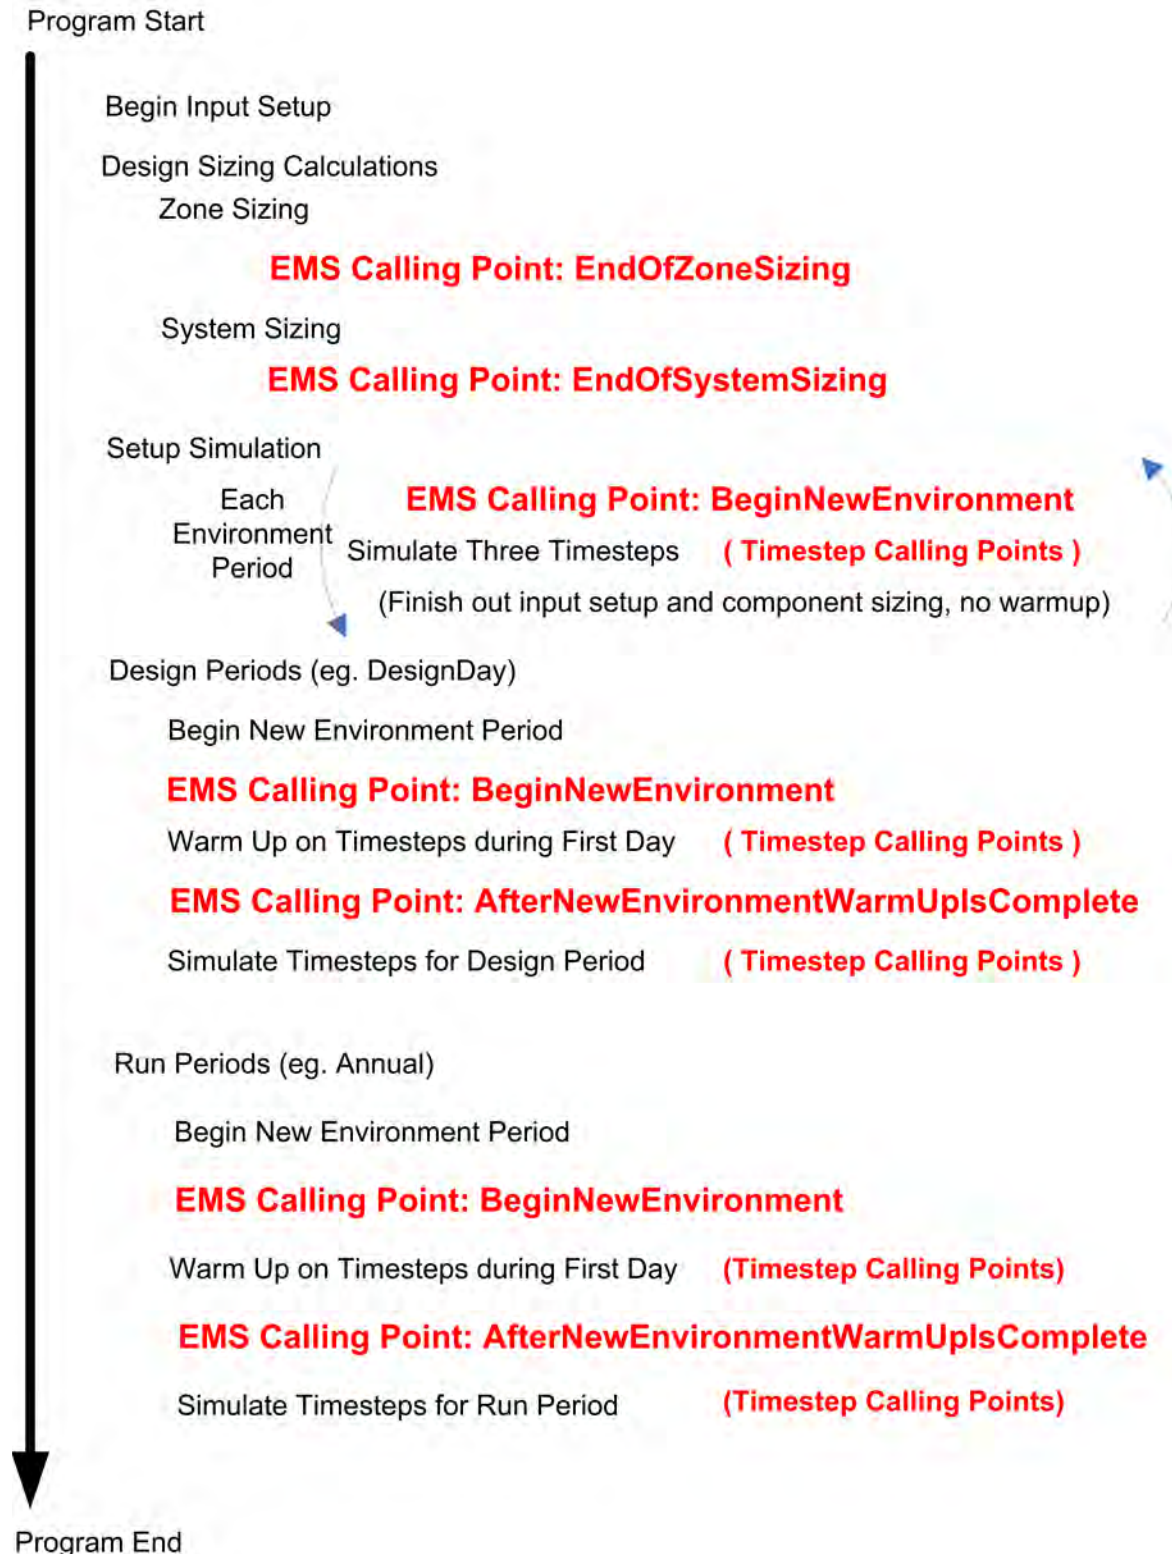 Program Start
Begin Input Setup
Design Sizing Calculations
Zone Sizing
EMS Calling Point: EndOfZoneSizing
System Sizing
EMS Calling Point: EndOfSystemSizing
Setup Simulation
Each
Environment
Period
EMS Calling Point: BeginNewEnvironment
Simulate Three Timesteps ( Timestep Calling Points )
(Finish out input setup and component sizing, no warmup)
Design Periods (eg. DesignDay)
Begin New Environment Period
EMS Calling Point: BeginNewEnvironment
Warm Up on Timesteps during First Day ( Timestep Calling Points )
EMS Calling Point: AfterNewEnvironmentWarmUpIsComplete
Simulate Timesteps for Design Period ( Timestep Calling Points )
Run Periods (eg. Annual)
Begin New Environment Period
EMS Calling Point: BeginNewEnvironment
Warm Up on Timesteps during First Day (Timestep Calling Points)
EMS Calling Point: AfterNewEnvironmentWarmUpIsComplete
Simulate Timesteps for Run Period (Timestep Calling Points)
Program End